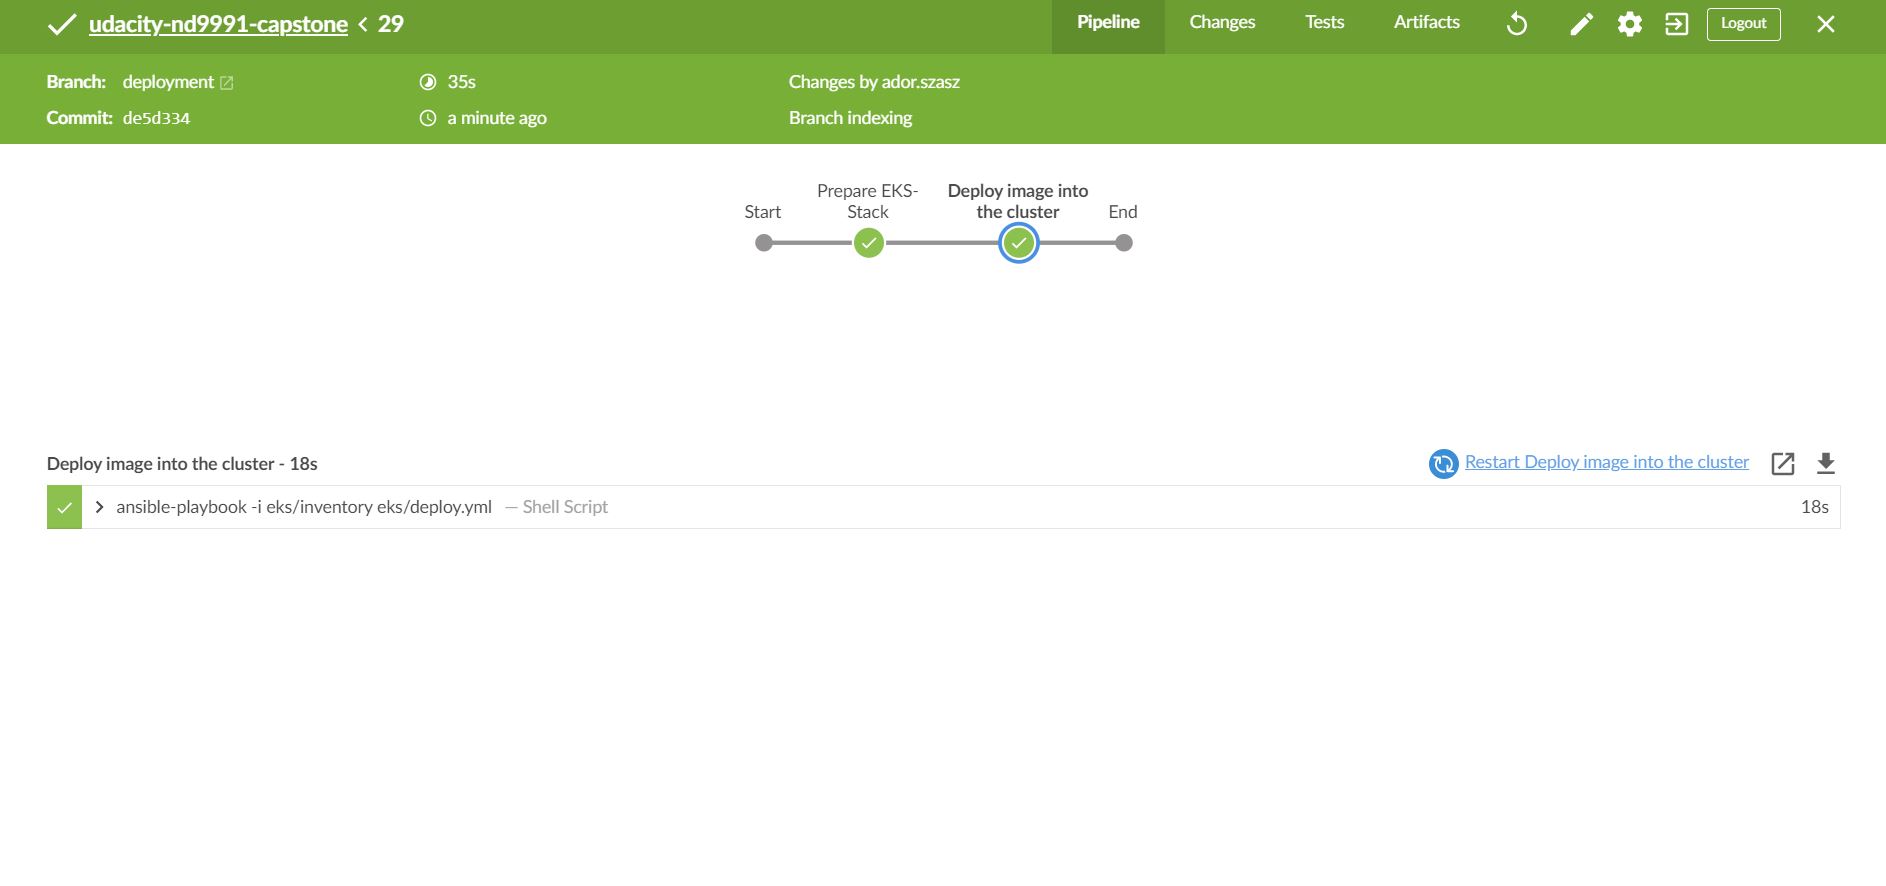 udacity-nd9991-capstone < 29
Pipeline
Changes
Tests
Artifacts
Logout
Branch: deployment
35s
Changes by ador.szasz
Commit: de5d334
a minute ago
Branch indexing
Start
Prepare EKS-
Stack
Deploy image into
the cluster
End
Deploy image into the cluster - 18s
Restart Deploy image into the cluster
ansible-playbook -i eks/inventory eks/deploy.yml — Shell Script
18s